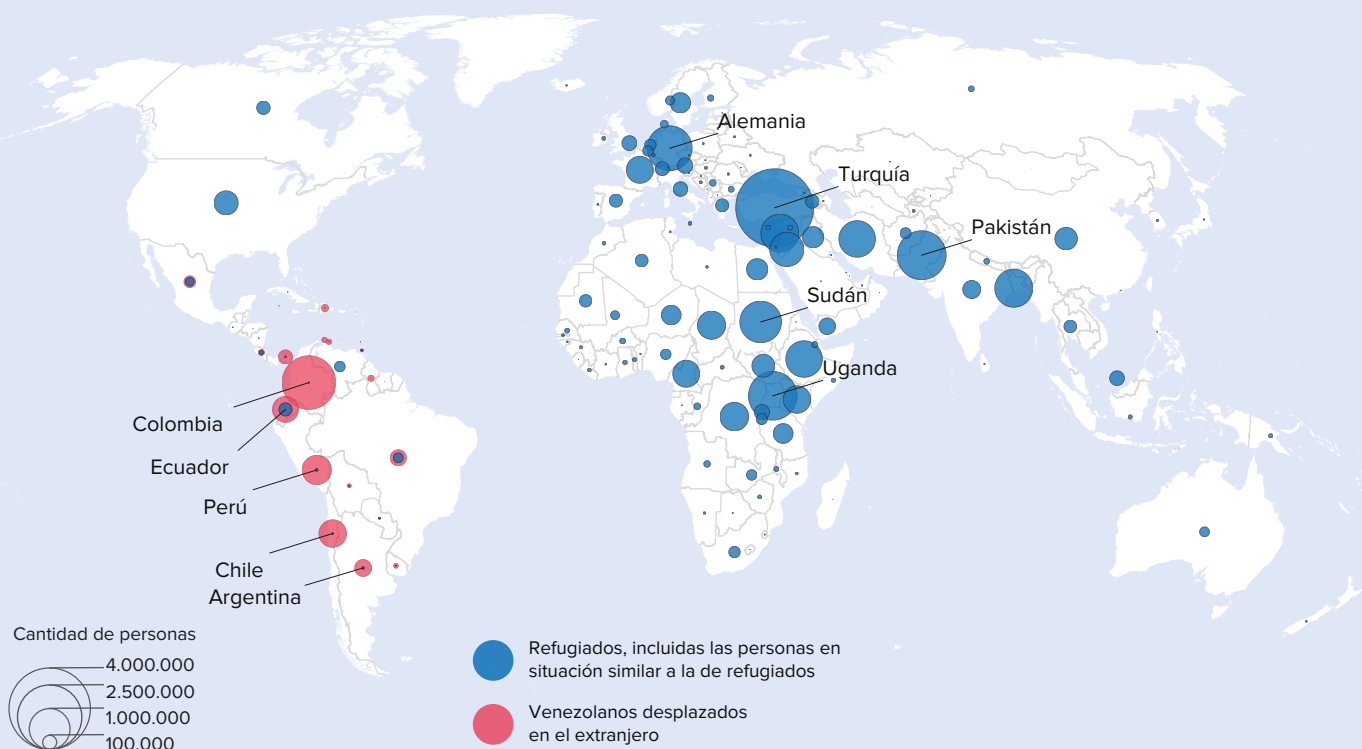 Alemania
Turquía
Pakistán
Sudán
Uganda
Colombia
Ecuador
Perú
Chile
Argentina
Cantidad de personas
4.000.000
2.500.000
1.000.000
100.000
Refugiados, incluidas las personas en
situación similar a la de refugiados
Venezolanos desplazados
en el extranjero